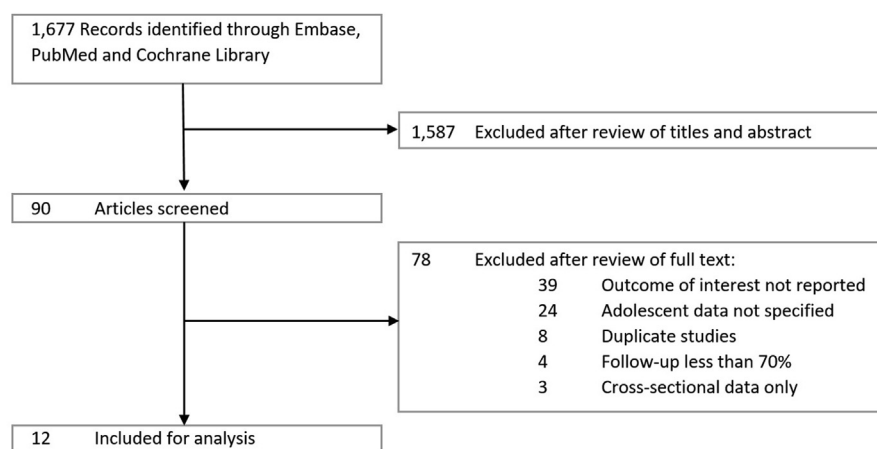 1,677 Records identified through Embase,
PubMed and Cochrane Library
1,587 Excluded after review of titles and abstract
90 Articles screened
78 Excluded after review of full text:
39 Outcome of interest not reported
24 Adolescent data not specified
8 Duplicate studies
4 Follow-up less than 70%
3 Cross-sectional data only
12 Included for analysis